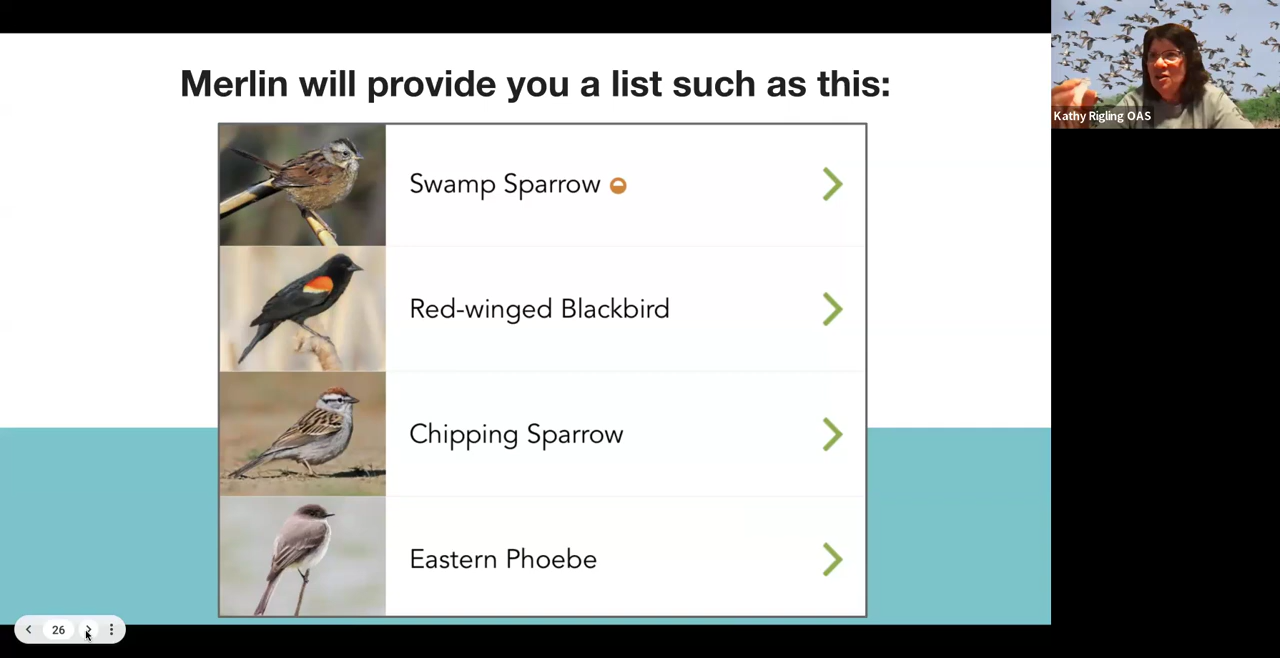 Merlin will provide you a list such as this:
Kathy Rigling OAS
Swamp Sparrow
Red-winged Blackbird
Chipping Sparrow
Eastern Phoebe
26